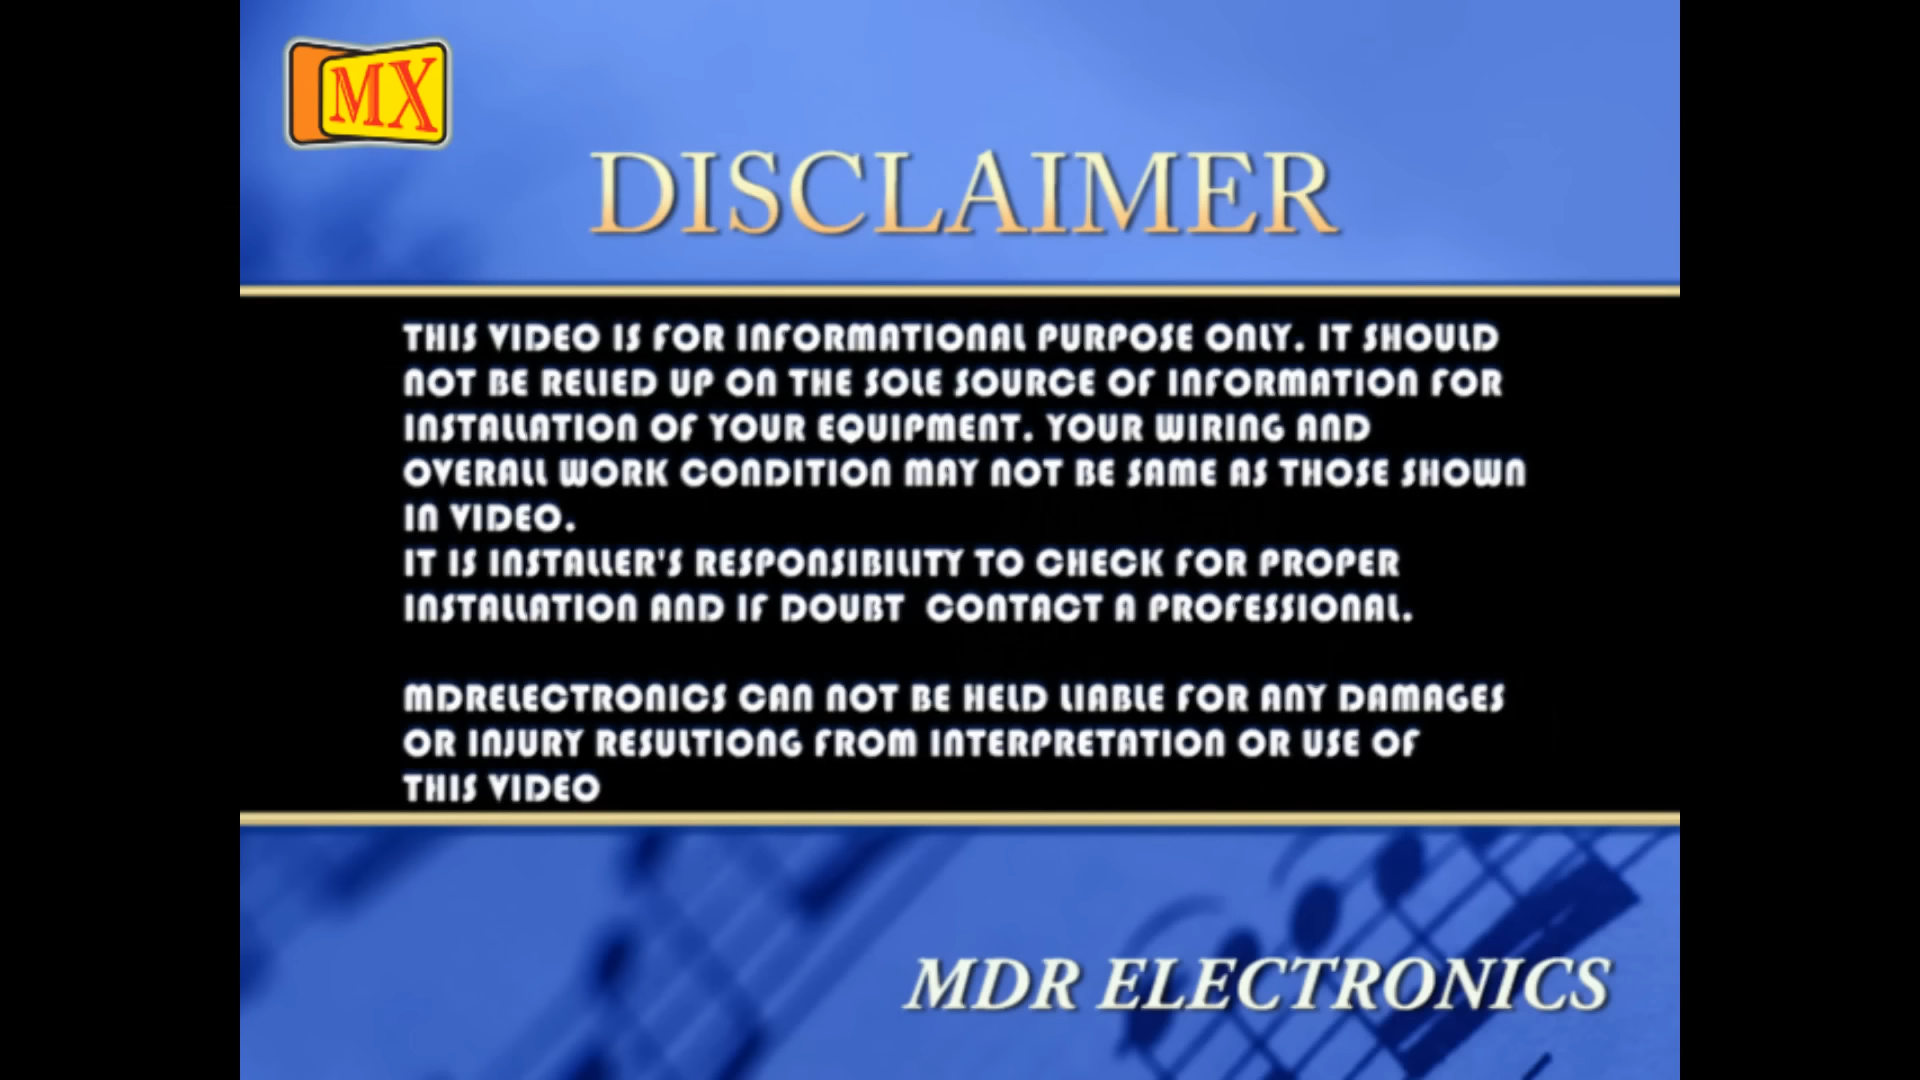 MX
DISCLAIMER
THIS VIDEO IS FOR INFORMATIONAL PURPOSE ONLY. IT SHOULD
NOT BE RELIED UP ON THE SOLE SOURCE OF INFORMATION FOR
INSTALLATION OF YOUR EQUIPMENT. YOUR WIRING AND
OVERALL WORK CONDITION MAY NOT BE SAME AS THOSE SHOWN
IN VIDEO.
IT IS INSTALLER'S RESPONSIBILITY TO CHECK FOR PROPER
INSTALLATION AND IF DOUBT CONTACT A PROFESSIONAL.
MDRELECTRONICS CAN NOT BE HELD LIABLE FOR ANY DAMAGES
OR INJURY RESULTIONG FROM INTERPRETATION OR USE OF
THIS VIDEO
MDR ELECTRONICS